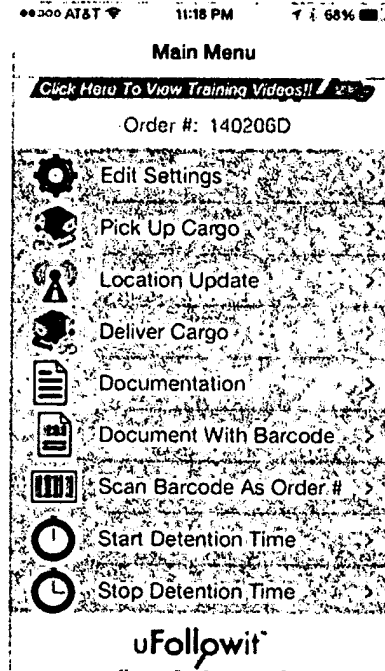 AT&T 11:18 PM 68%
Main Menu
Click Here To View Training Videos!!
Order #: 140206D
Edit Settings
Pick Up Cargo
Location Update
Deliver Cargo
Documentation
Document With Barcode
Scan Barcode As Order #
Start Detention Time
Stop Detention Time
uFollowit